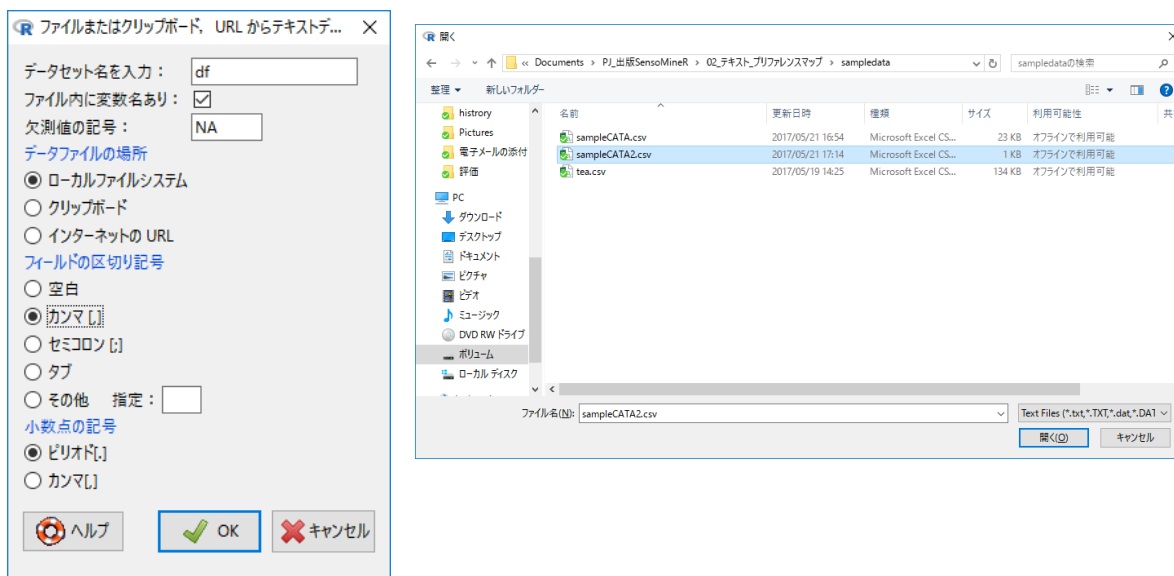 ファイルまたはクリップボード, URL からテキストデ...
データセット名を入力: df
ファイル内に変数名あり:
欠測値の記号: NA
データファイルの場所
ローカルファイルシステム
クリップボード
インターネットの URL
フィールドの区切り記号
空白
カンマ [,]
セミコロン [;]
タブ
その他 指定:
小数点の記号
ピリオド[.]
カンマ[,]
ヘルプ OK キャンセル
開く
« Documents › PJ_出版SensoMineR › 02_テキスト_プリファレンスマップ › sampledata sampledataの検索
整理 新しいフォルダー
histrory
Pictures
電子メールの添付
評価
PC
ダウンロード
デスクトップ
ドキュメント
ピクチャ
ビデオ
ミュージック
DVD RW ドライブ
ボリューム
ローカル ディスク
名前 更新日時 種類 サイズ 利用可能性 共
sampleCATA.csv 2017/05/21 16:54 Microsoft Excel CS... 23 KB オフラインで利用可能
sampleCATA2.csv 2017/05/21 17:14 Microsoft Excel CS... 1 KB オフラインで利用可能
tea.csv 2017/05/19 14:25 Microsoft Excel CS... 134 KB オフラインで利用可能
ファイル名(N): sampleCATA2.csv Text Files (*.txt,*.TXT,*.dat,*.DAT
開く(O) キャンセル